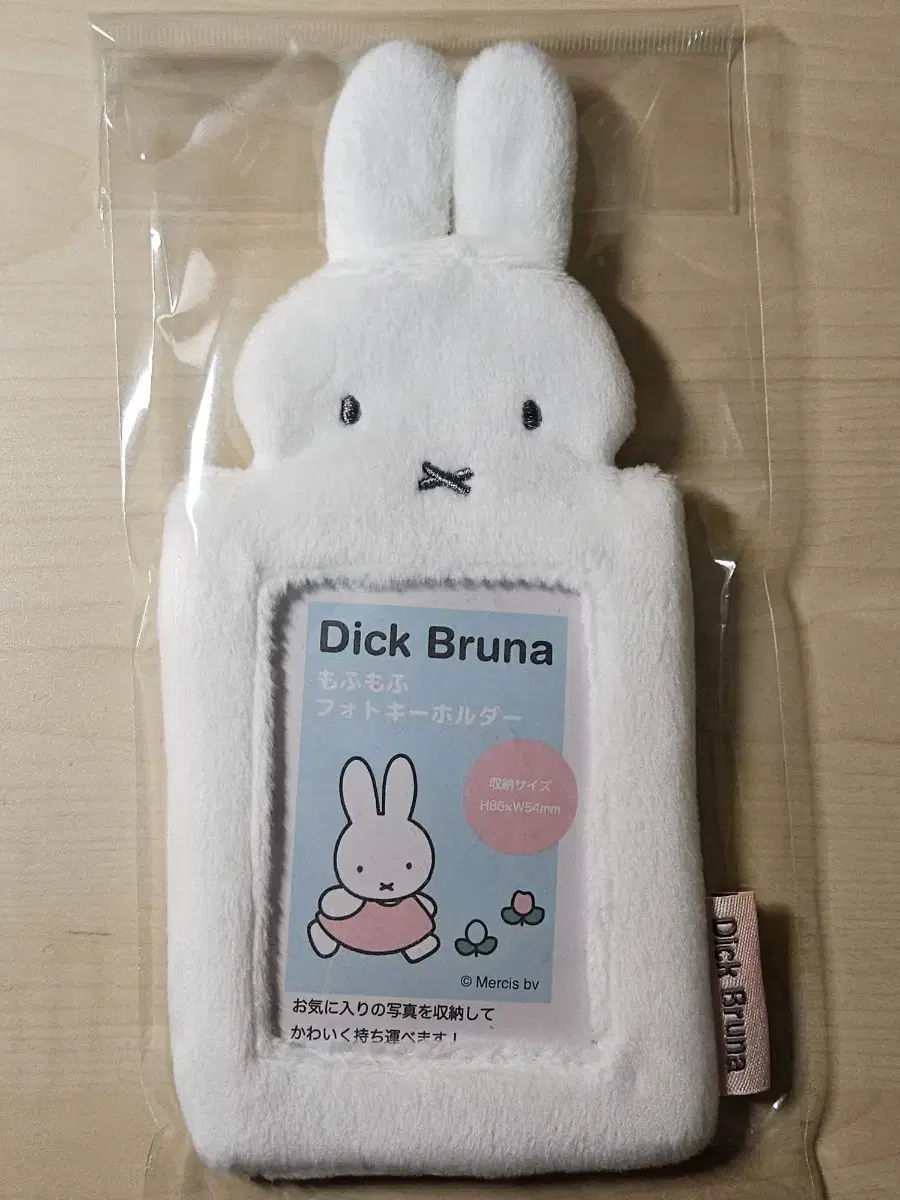 Dick Bruna
もふもふ
フォトキーホルダー
収納サイズ
H86×W54mm
© Mercis bv
お気に入りの写真を収納して
かわいく持ち運べます!
Dick Bruna